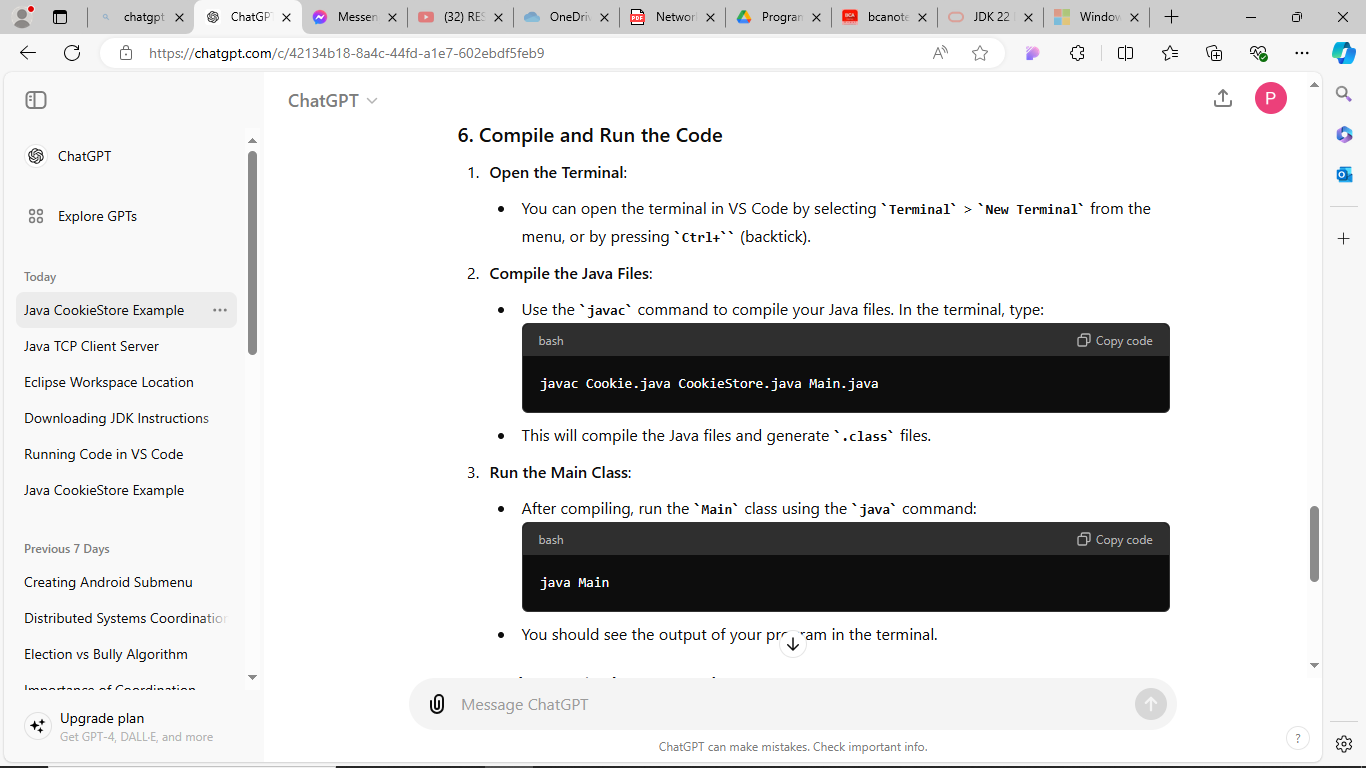 chatgpt
ChatGPT
Messen
(32) RES
OneDriv
PDF
Network
Program
BCA
bcanote
JDK 22
Window
https://chatgpt.com/c/42134b18-8a4c-44fd-a1e7-602ebdf5feb9
ChatGPT
P
ChatGPT
Explore GPTs
Today
Java CookieStore Example
Java TCP Client Server
Eclipse Workspace Location
Downloading JDK Instructions
Running Code in VS Code
Java CookieStore Example
Previous 7 Days
Creating Android Submenu
Distributed Systems Coordination
Election vs Bully Algorithm
Importance of Coordination
Upgrade plan
Get GPT-4, DALL·E, and more
6. Compile and Run the Code
1. Open the Terminal:
• You can open the terminal in VS Code by selecting `Terminal` > `New Terminal` from the
menu, or by pressing `Ctrl+`` (backtick).
2. Compile the Java Files:
• Use the `javac` command to compile your Java files. In the terminal, type:
bash Copy code
javac Cookie.java CookieStore.java Main.java
• This will compile the Java files and generate `.class` files.
3. Run the Main Class:
• After compiling, run the `Main` class using the `java` command:
bash Copy code
java Main
• You should see the output of your program in the terminal.
Message ChatGPT
ChatGPT can make mistakes. Check important info.
?